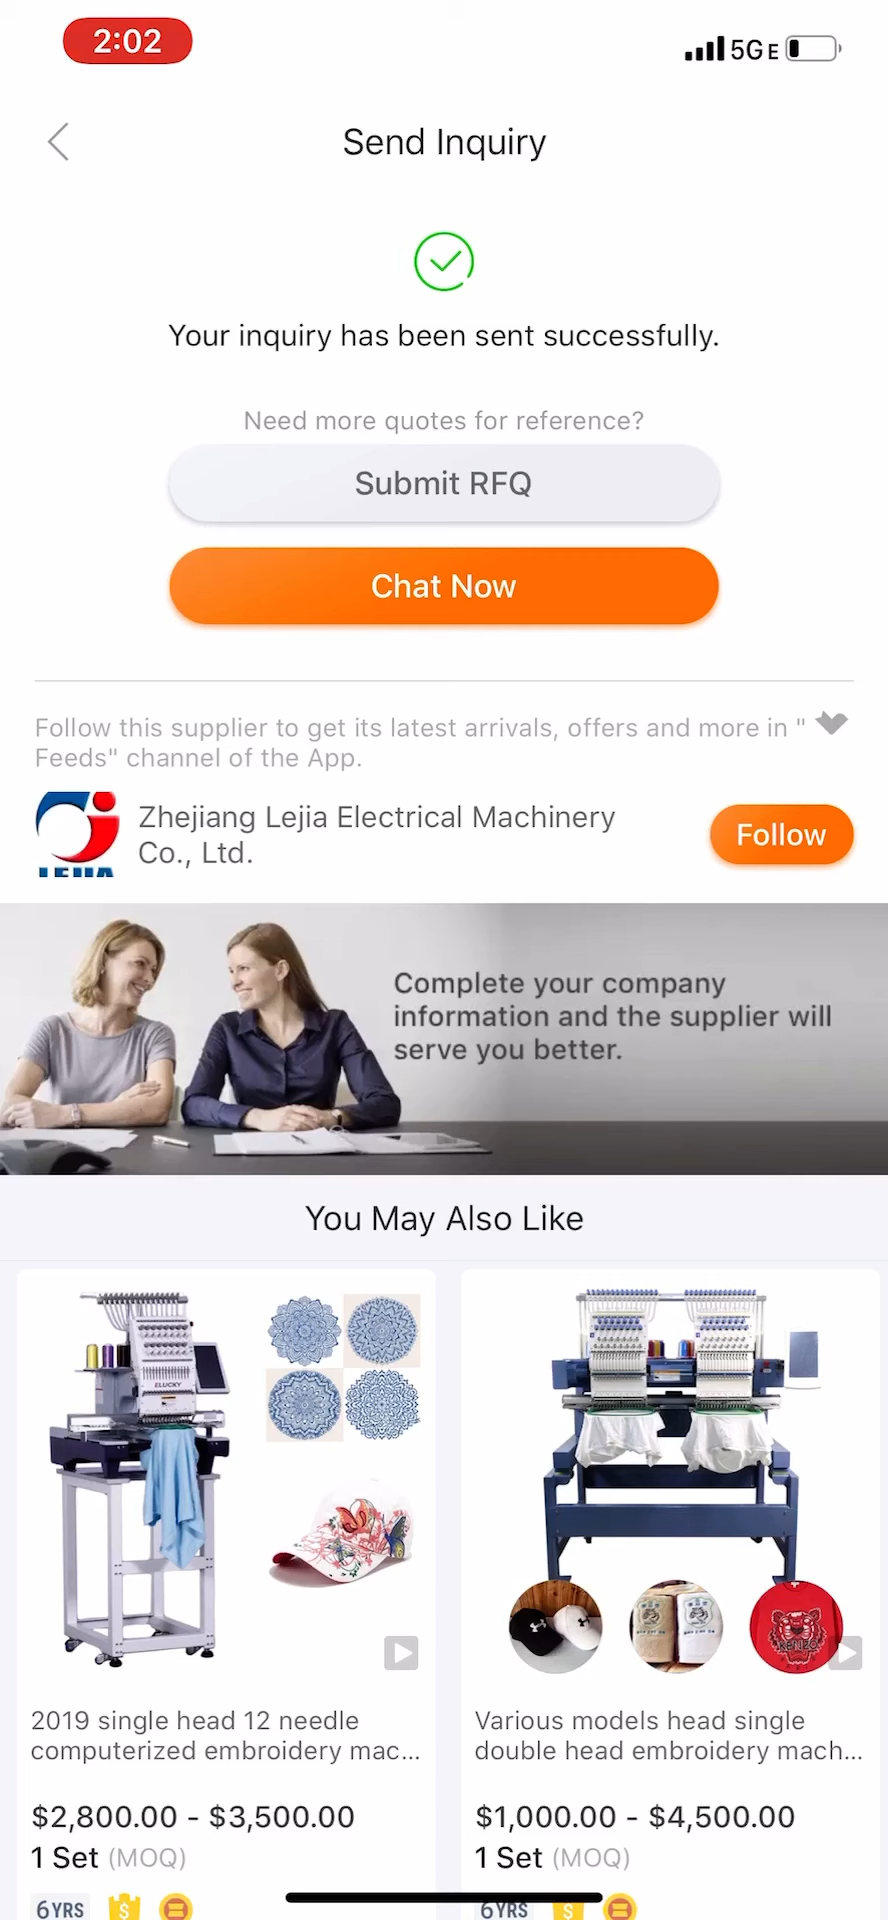 2:02
5G E
Send Inquiry
Your inquiry has been sent successfully.
Need more quotes for reference?
Submit RFQ
Chat Now
Follow this supplier to get its latest arrivals, offers and more in "
Feeds" channel of the App.
Zhejiang Lejia Electrical Machinery
Co., Ltd.
Follow
LEJIA
Complete your company
information and the supplier will
serve you better.
You May Also Like
ELUCKY
KENZO
2019 single head 12 needle
computerized embroidery mac...
$2,800.00 - $3,500.00
1 Set (MOQ)
6YRS
$
Various models head single
double head embroidery mach...
$1,000.00 - $4,500.00
1 Set (MOQ)
6YRS
$